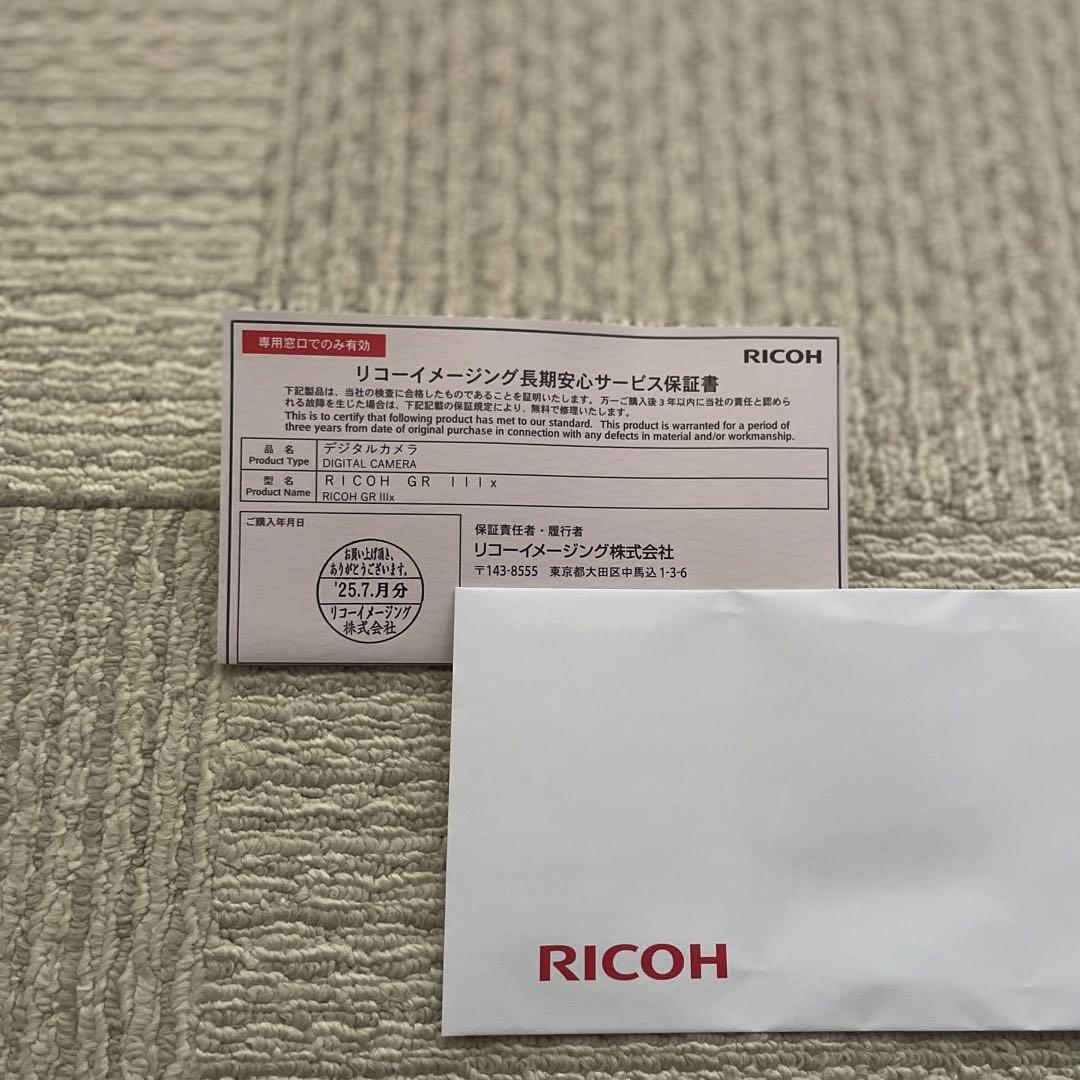 専用窓口でのみ有効
RICOH
リコーイメージング長期安心サービス保証書
下記製品は、当社の検査に合格したものであることを証明いたします。 万一ご購入後3年以内に当社の責任と認めら
れる故障を生じた場合は、下記記載の保証規定により、無料で修理いたします。
This is to certify that following product has met to our standard. This product is warranted for a period of
three years from date of original purchase in connection with any defects in material and/or workmanship.
品 名 デジタルカメラ
Product Type DIGITAL CAMERA
型 名 ＲＩＣＯＨ ＧＲ ＩＩＩｘ
Product Name RICOH GR IIIx
ご購入年月日
お買い上げ頂き、
ありがとうございます。
'25.7.月分
リコーイメージング
株式会社
保証責任者・履行者
リコーイメージング株式会社
〒143-8555 東京都大田区中馬込1-3-6
RICOH